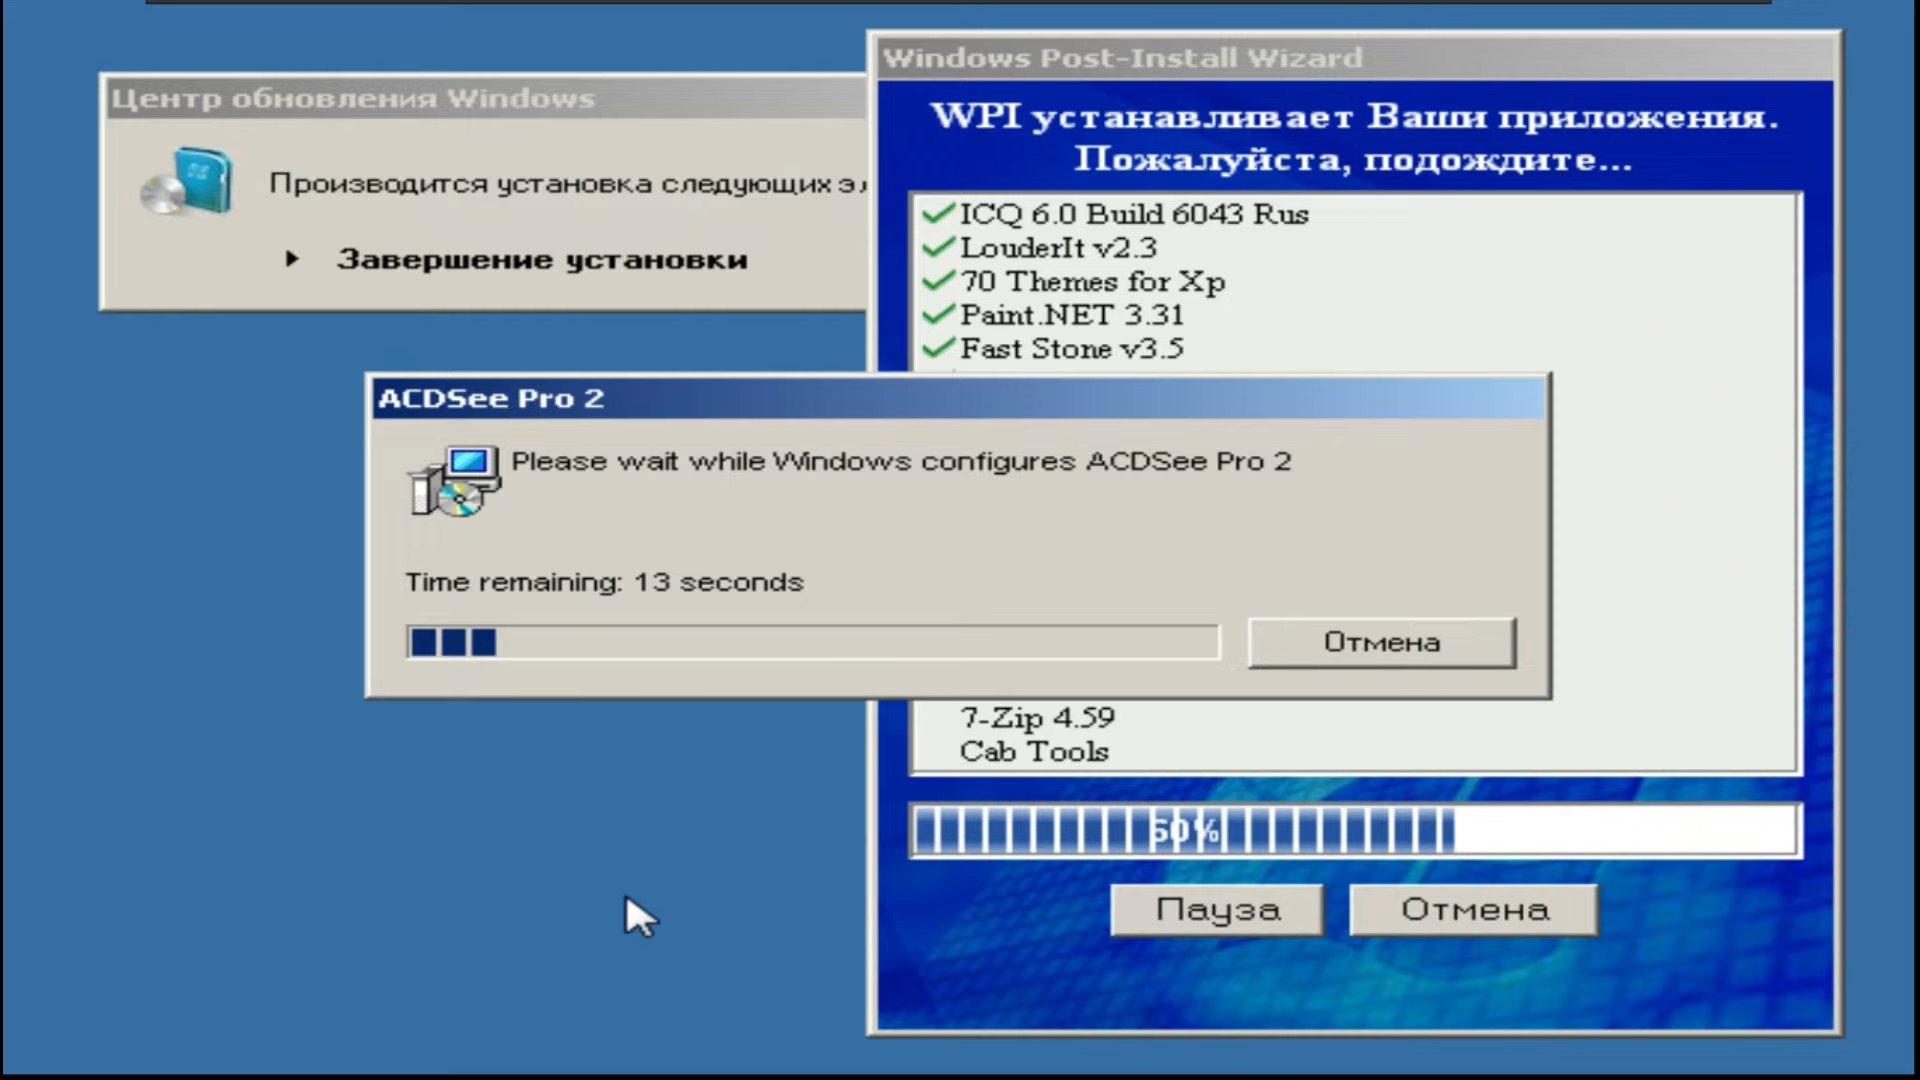 Windows Post-Install Wizard
Центр обновления Windows
WPI устанавливает Ваши приложения.
Пожалуйста, подождите...
Производится установка следующих
Завершение установки
ICQ 6.0 Build 6043 Rus
LouderIt v2.3
70 Themes for Xp
Paint.NET 3.31
Fast Stone v3.5
ACDSee Pro 2
Please wait while Windows configures ACDSee Pro 2
Time remaining: 13 seconds
Отмена
7-Zip 4.59
Cab Tools
60%
Пауза
Отмена